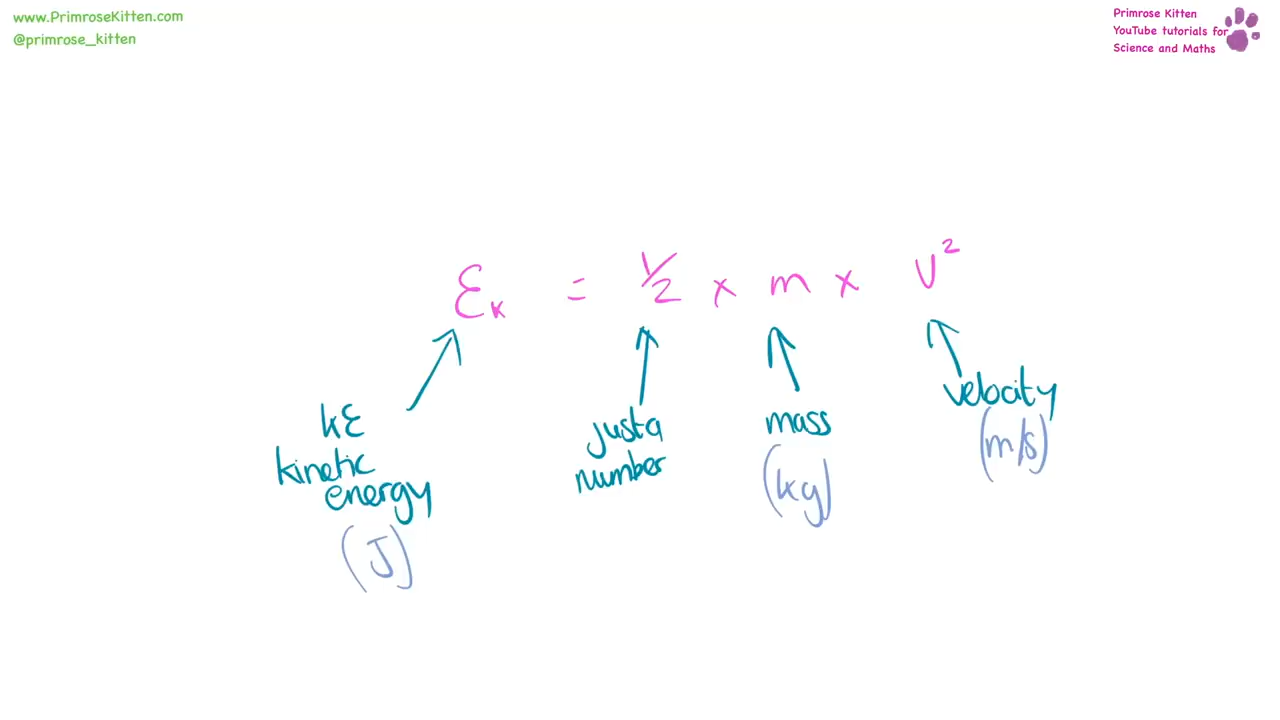 www.PrimroseKitten.com
@primrose_kitten
Primrose Kitten
YouTube tutorials for
Science and Maths
Ek = 1/2 x m x v²
kE
kinetic
energy
(J)
just a
number
mass
(kg)
velocity
(m/s)